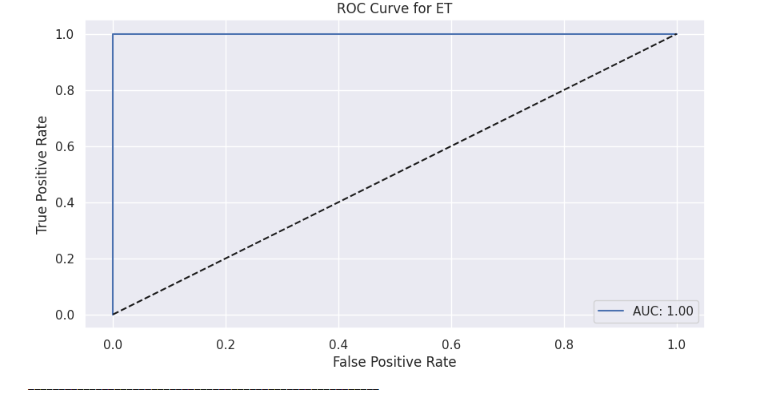 ROC Curve for ET
True Positive Rate
1.0
0.8
0.6
0.4
0.2
0.0
AUC: 1.00
0.0 0.2 0.4 0.6 0.8 1.0
False Positive Rate